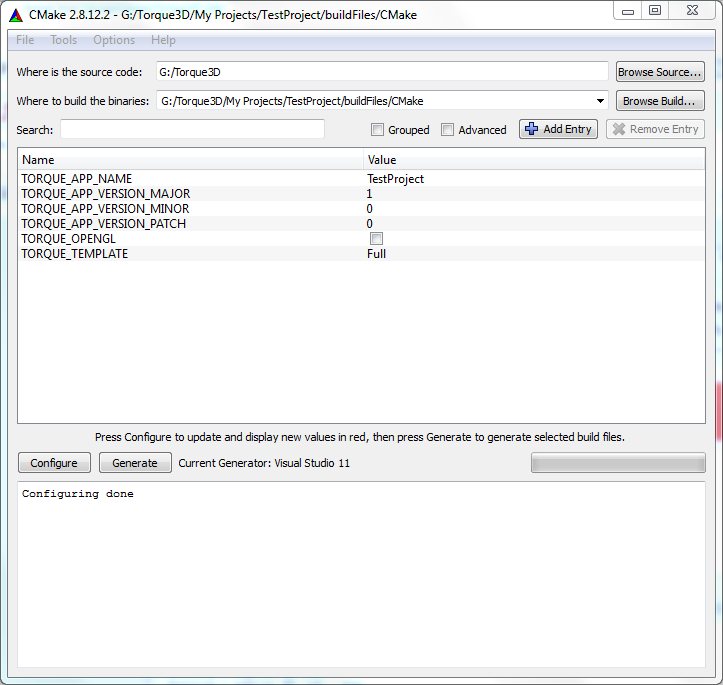 CMake 2.8.12.2 - G:/Torque3D/My Projects/TestProject/buildFiles/CMake
File Tools Options Help
Where is the source code: G:/Torque3D Browse Source...
Where to build the binaries: G:/Torque3D/My Projects/TestProject/buildFiles/CMake Browse Build...
Search: Grouped Advanced Add Entry Remove Entry
Name Value
TORQUE_APP_NAME TestProject
TORQUE_APP_VERSION_MAJOR 1
TORQUE_APP_VERSION_MINOR 0
TORQUE_APP_VERSION_PATCH 0
TORQUE_OPENGL
TORQUE_TEMPLATE Full
Press Configure to update and display new values in red, then press Generate to generate selected build files.
Configure Generate Current Generator: Visual Studio 11
Configuring done